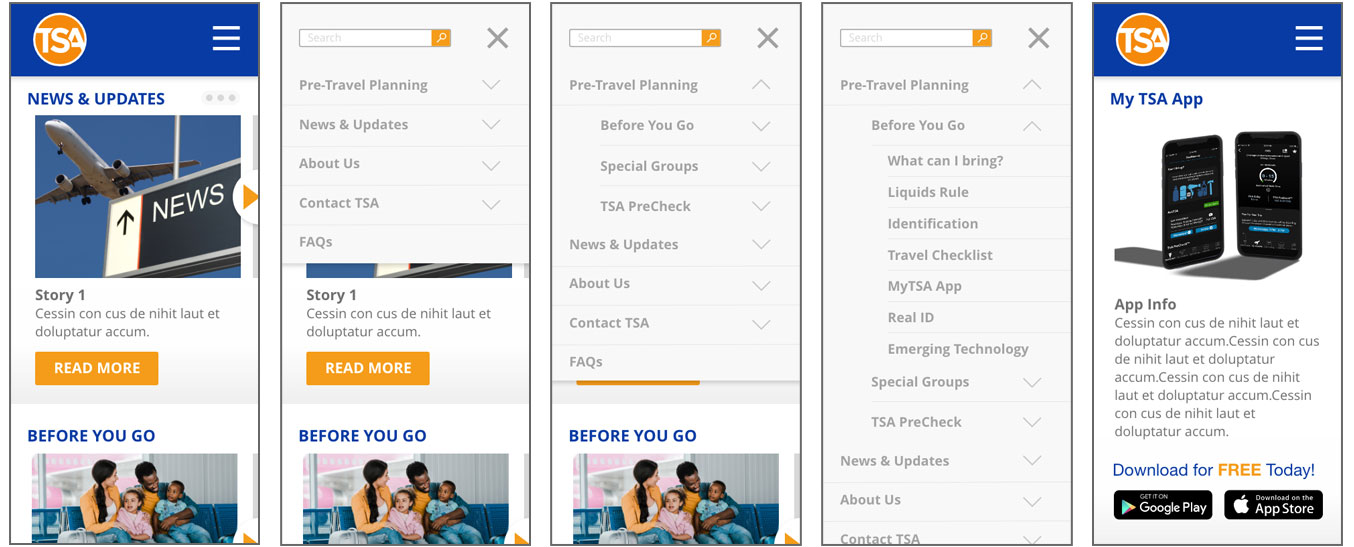 TSA
NEWS & UPDATES
NEWS
Story 1
Cessin con cus de nihit laut et
doluptatur accum.
READ MORE
BEFORE YOU GO
Search
Pre-Travel Planning
News & Updates
About Us
Contact TSA
FAQs
Story 1
Cessin con cus de nihit laut et
doluptatur accum.
READ MORE
BEFORE YOU GO
Search
Pre-Travel Planning
Before You Go
Special Groups
TSA PreCheck
News & Updates
About Us
Contact TSA
FAQs
BEFORE YOU GO
Search
Pre-Travel Planning
Before You Go
What can I bring?
Liquids Rule
Identification
Travel Checklist
MyTSA App
Real ID
Emerging Technology
Special Groups
TSA PreCheck
News & Updates
About Us
Contact TSA
TSA
My TSA App
App Info
Cessin con cus de nihit laut et
doluptatur accum.Cessin con cus
de nihit laut et doluptatur
accum.Cessin con cus de nihit
laut et doluptatur accum.Cessin
con cus de nihit laut et
doluptatur accum.
Download for FREE Today!
GET IT ON
Google Play
Download on the
App Store